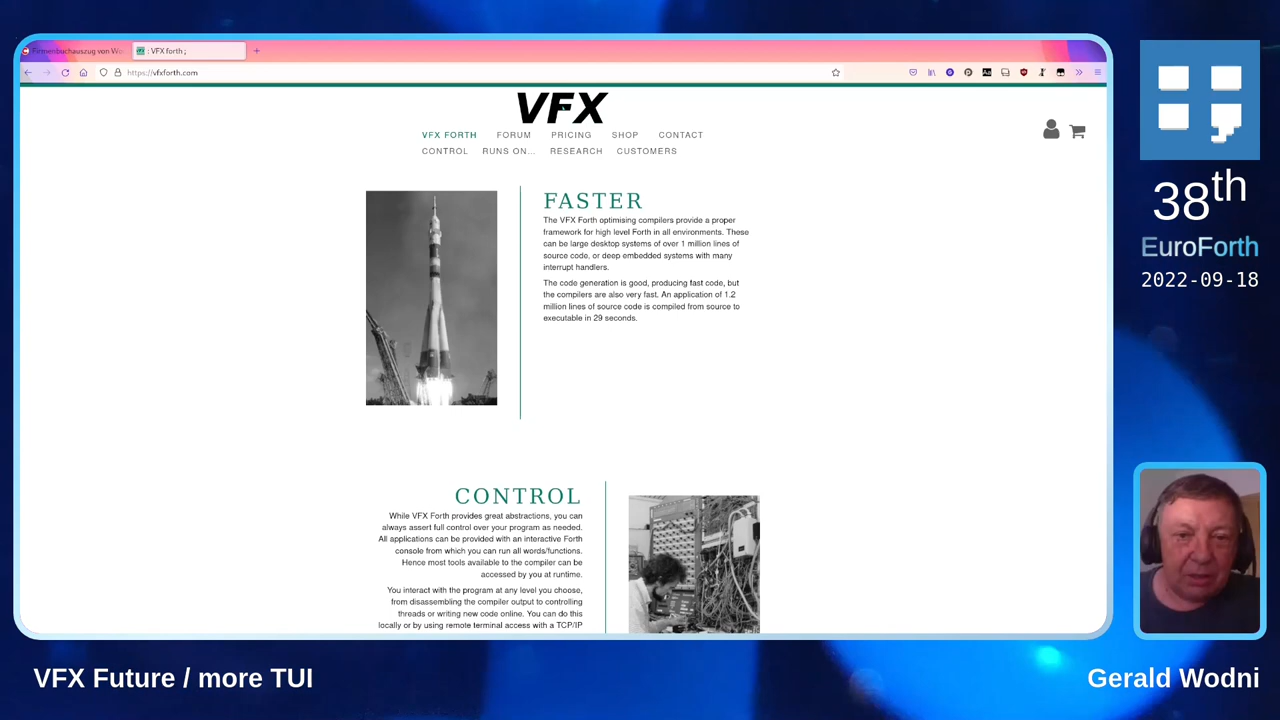 Firmenbuchauszug von Wo
: VFX forth ;
https://vfxforth.com
VFX
VFX FORTH FORUM PRICING SHOP CONTACT
CONTROL RUNS ON... RESEARCH CUSTOMERS
FASTER
The VFX Forth optimising compilers provide a proper
framework for high level Forth in all environments. These
can be large desktop systems of over 1 million lines of
source code, or deep embedded systems with many
interrupt handlers.
The code generation is good, producing fast code, but
the compilers are also very fast. An application of 1.2
million lines of source code is compiled from source to
executable in 29 seconds.
CONTROL
While VFX Forth provides great abstractions, you can
always assert full control over your program as needed.
All applications can be provided with an interactive Forth
console from which you can run all words/functions.
Hence most tools available to the compiler can be
accessed by you at runtime.
You interact with the program at any level you choose,
from disassembling the compiler output to controlling
threads or writing new code online. You can do this
locally or by using remote terminal access with a TCP/IP
38th
EuroForth
2022-09-18
VFX Future / more TUI
Gerald Wodni